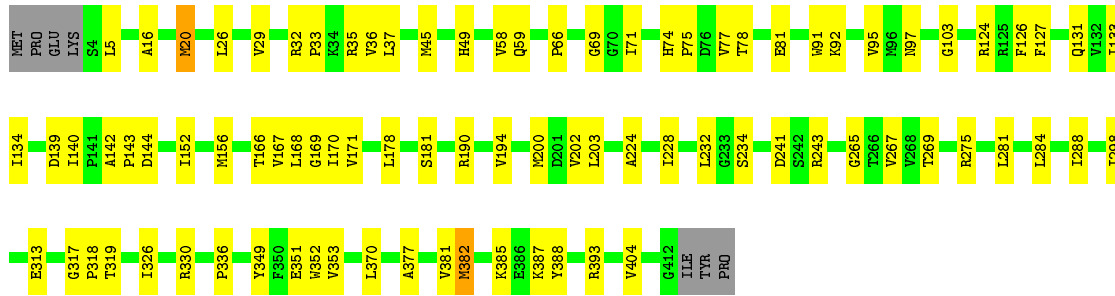 MET PRO GLU LYS S4 L5 A16 M20 L26 V29 R32 P33 K34 R35 V36 L37 M45 H49 V58 Q59 P66 G69 G70 I71 H74 P75 D76 V77 T78 E81 W91 K92 V95 M96 N97 G103 R124 R125 F126 F127 Q131 V132 I133
I134 D139 I140 P141 A142 P143 D144 I152 M156 T166 V167 L168 G169 I170 V171 L178 S181 R190 V194 M200 D201 V202 L203 A224 I228 L232 G233 S234 D241 S242 R243 G265 T266 V267 V268 T269 R275 L281 L284 I288
E313 G317 P318 T319 I326 R330 P336 Y349 F350 E351 W352 V353 L370 A377 V381 M382 K385 E386 K387 Y388 R393 V404 G412 ILE TYR PRO